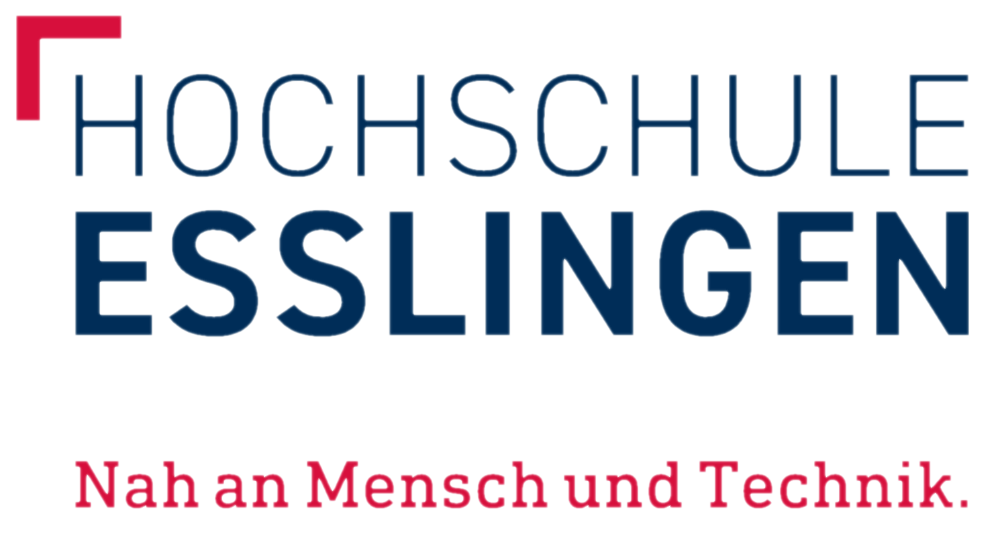 HOCHSCHULE
ESSLINGEN
Nah an Mensch und Technik.